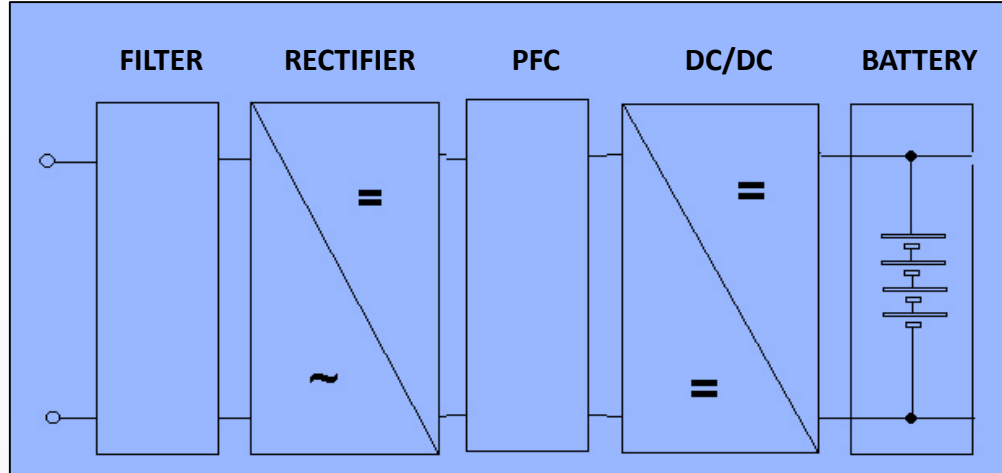 FILTER RECTIFIER PFC DC/DC BATTERY
= =
~ =